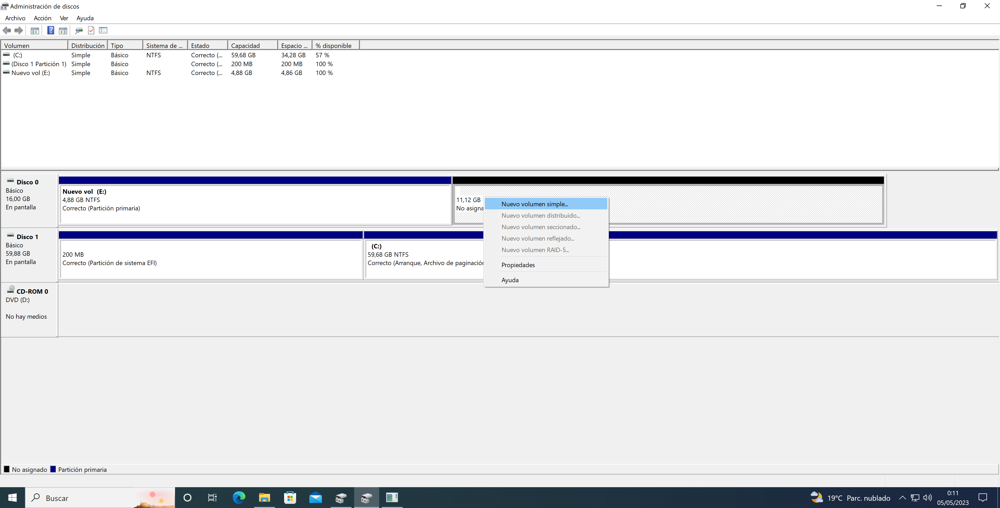 Administración de discos
Archivo Acción Ver Ayuda
Volumen Distribución Tipo Sistema de ... Estado Capacidad Espacio ... % disponible
(C:) Simple Básico NTFS Correcto (... 59,68 GB 34,28 GB 57 %
(Disco 1 Partición 1) Simple Básico Correcto (... 200 MB 200 MB 100 %
Nuevo vol (E:) Simple Básico NTFS Correcto (... 4,88 GB 4,86 GB 100 %
Disco 0
Básico
16,00 GB
En pantalla
Nuevo vol (E:)
4,88 GB NTFS
Correcto (Partición primaria)
11,12 GB
No asigna
Nuevo volumen simple...
Nuevo volumen distribuido...
Nuevo volumen seccionado...
Nuevo volumen reflejado...
Nuevo volumen RAID-5...
Propiedades
Ayuda
Disco 1
Básico
59,88 GB
En pantalla
200 MB
Correcto (Partición de sistema EFI)
(C:)
59,68 GB NTFS
Correcto (Arranque, Archivo de paginación
CD-ROM 0
DVD (D:)
No hay medios
No asignado Partición primaria
Buscar
19°C Parc. nublado
0:11
05/05/2023